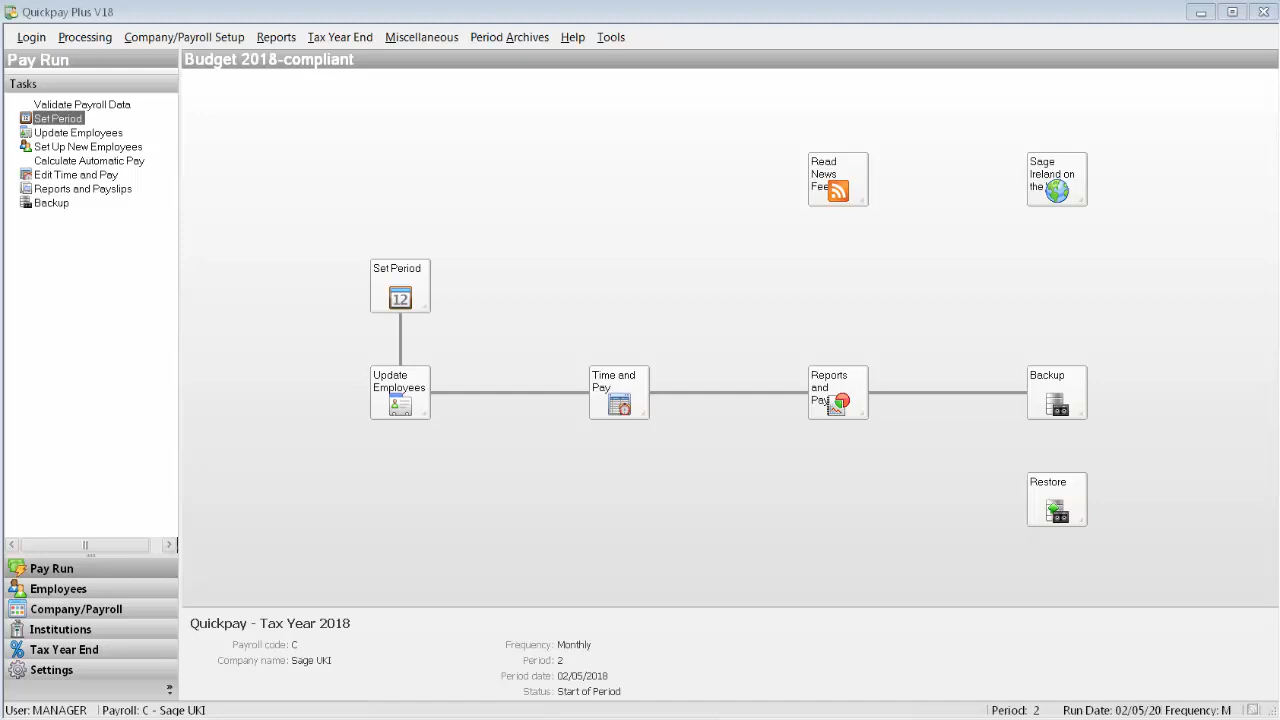 Quickpay Plus V18
Login Processing Company/Payroll Setup Reports Tax Year End Miscellaneous Period Archives Help Tools
Pay Run
Budget 2018-compliant
Tasks
Validate Payroll Data
Set Period
Update Employees
Set Up New Employees
Calculate Automatic Pay
Edit Time and Pay
Reports and Payslips
Backup
Read
News
Fee
Sage
Ireland on
the
Set Period
12
Update
Employees
Time and
Pay
Reports
and
Pay
Backup
Restore
Pay Run
Employees
Company/Payroll
Institutions
Tax Year End
Settings
Quickpay - Tax Year 2018
Payroll code: C
Company name: Sage UKI
Frequency: Monthly
Period: 2
Period date: 02/05/2018
Status: Start of Period
User: MANAGER Payroll: C - Sage UKI Period: 2 Run Date: 02/05/20 Frequency: M